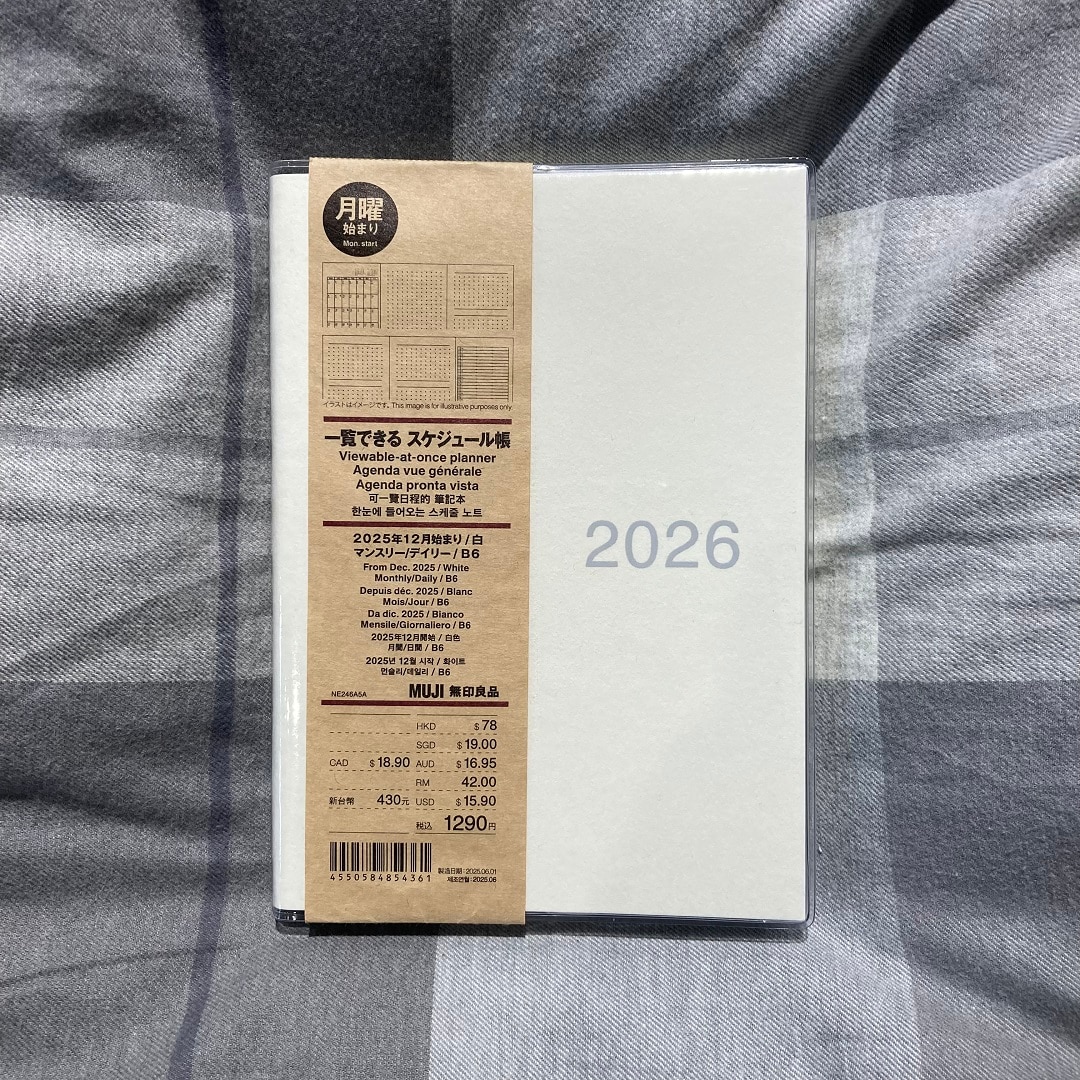 月曜
始まり
Mon. start
イラストはイメージです。This image is for illustrative purposes only
一覧できる スケジュール帳
Viewable-at-once planner
Agenda vue générale
Agenda pronta vista
可一覽日程的 筆記本
한눈에 들어오는 스케줄 노트
2025年12月始まり / 白
マンスリー/デイリー / B6
From Dec. 2025 / White
Monthly/Daily / B6
Depuis déc. 2025 / Blanc
Mois/Jour / B6
Da dic. 2025 / Bianco
Mensile/Giornaliero / B6
2025年12月開始 / 白色
月間/日間 / B6
2025년 12월 시작 / 화이트
먼슬리/데일리 / B6
NE246A5A MUJI 無印良品
HKD $ 78
SGD $ 19.00
CAD $ 18.90 AUD $ 16.95
RM 42.00
新台幣 430元 USD $ 15.90
税込 1290円
4550584854361
製造日期:2025.06.01
제조연월:2025.06
2026